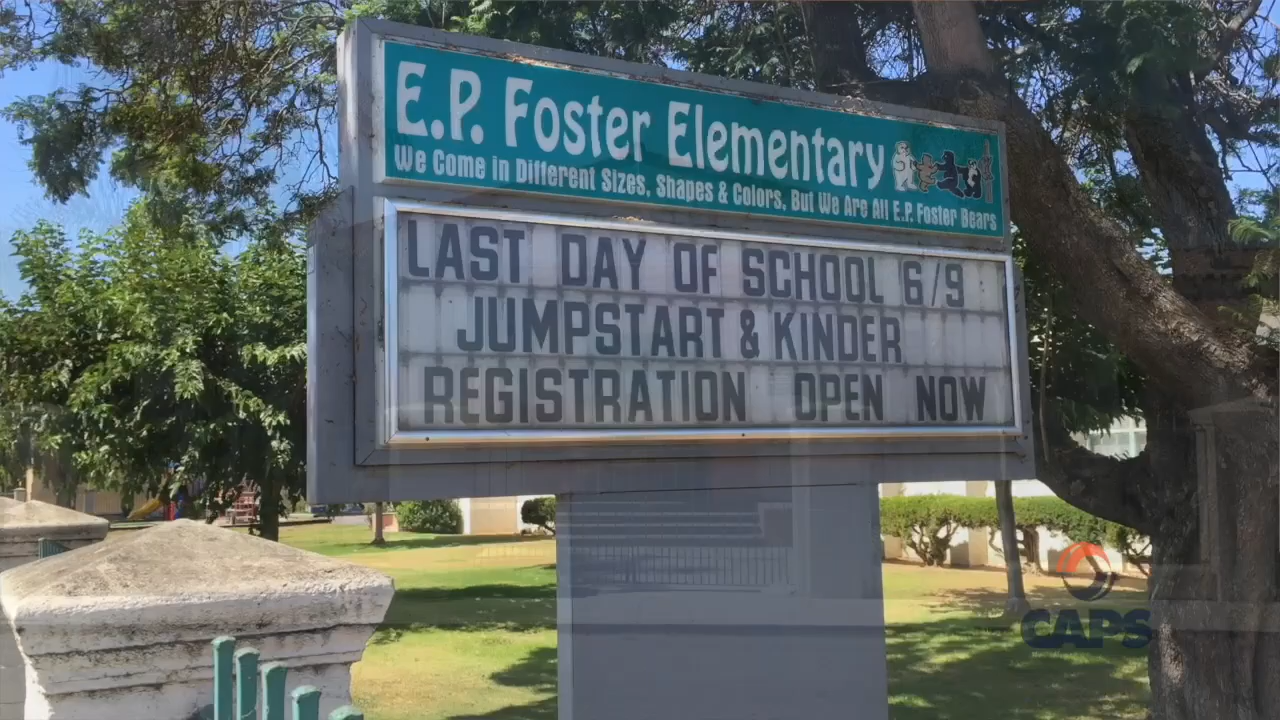 E.P. Foster Elementary
We Come in Different Sizes, Shapes & Colors, But We Are All E.P. Foster Bears
LAST DAY OF SCHOOL 6/9
JUMPSTART & KINDER
REGISTRATION OPEN NOW
CAPS